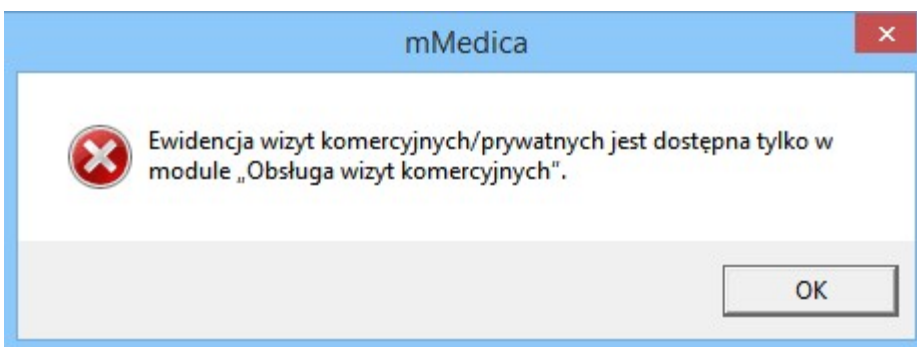 mMedica
Ewidencja wizyt komercyjnych/prywatnych jest dostępna tylko w
module „Obsługa wizyt komercyjnych”.
OK